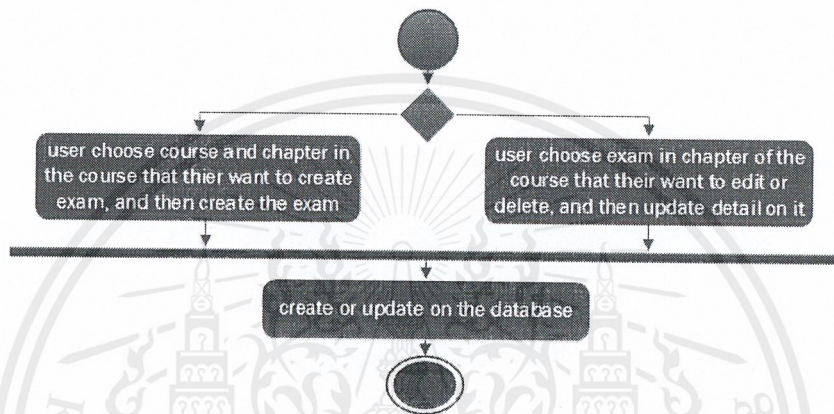 user choose course and chapter in
the course that thier want to create
exam, and then create the exam
user choose exam in chapter of the
course that their want to edit or
delete, and then update detail on it
create or update on the database